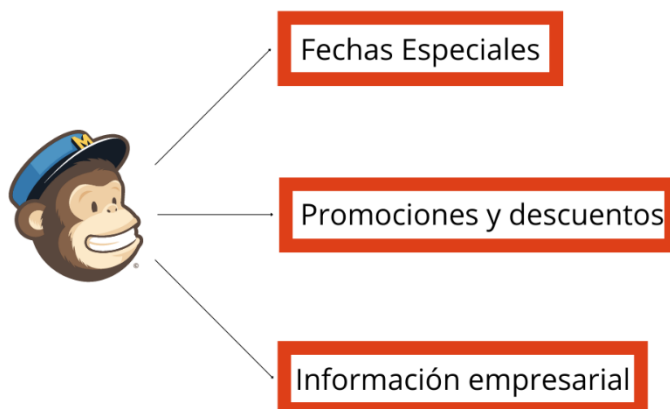 Fechas Especiales
M
Promociones y descuentos
Información empresarial